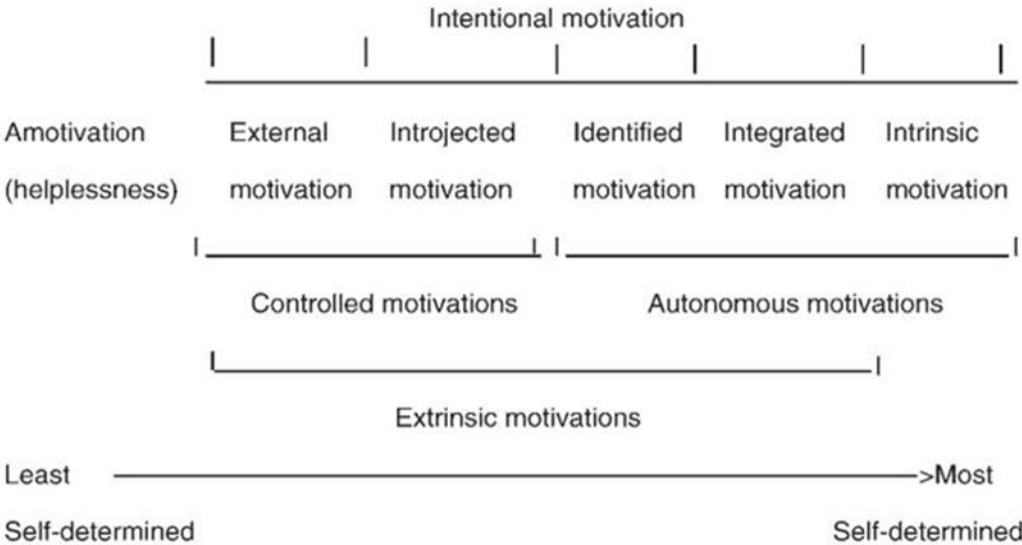 Intentional motivation
Amotivation External Introjected Identified Integrated Intrinsic
(helplessness) motivation motivation motivation motivation motivation
Controlled motivations Autonomous motivations
Extrinsic motivations
Least >Most
Self-determined Self-determined